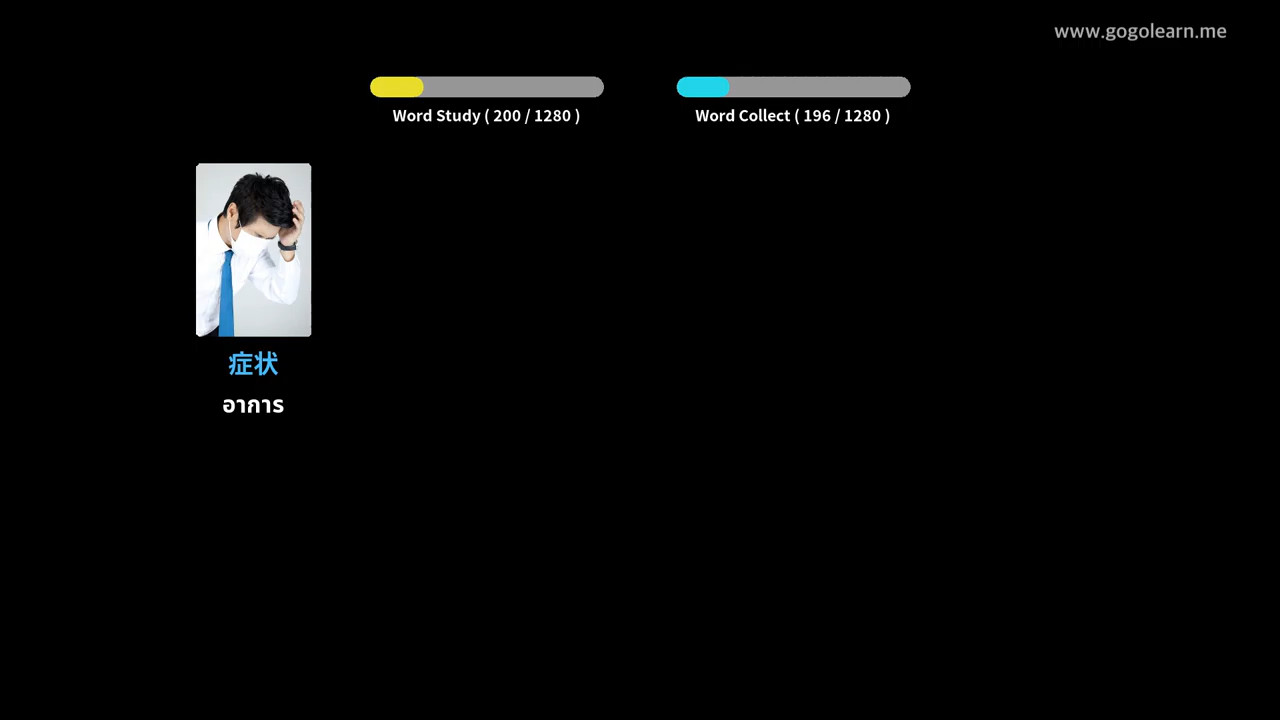 www.gogolearn.me
Word Study ( 200 / 1280 )
Word Collect ( 196 / 1280 )
症状
อาการ